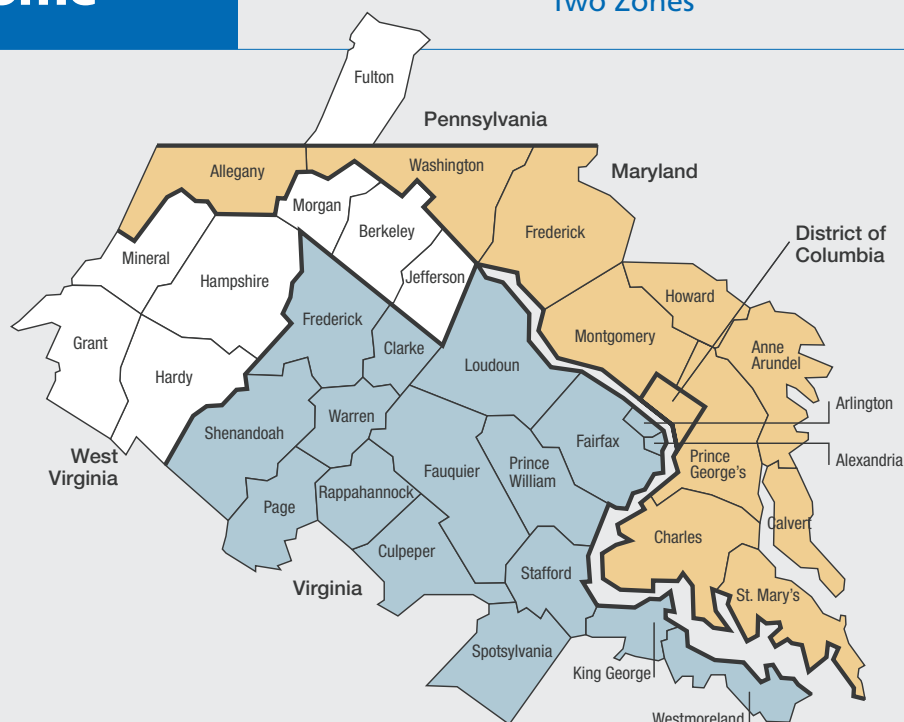 Two Zones
Fulton
Pennsylvania
Allegany
Washington
Maryland
Morgan
Frederick
Berkeley
District of
Columbia
Mineral
Hampshire
Jefferson
Howard
Frederick
Montgomery
Grant
Clarke
Anne
Arundel
Loudoun
Hardy
Arlington
Warren
Shenandoah
Fairfax
West
Virginia
Prince
George's
Alexandria
Fauquier
Prince
William
Rappahannock
Page
Calvert
Charles
Culpeper
Stafford
Virginia
St. Mary's
Spotsylvania
King George
Westmoreland